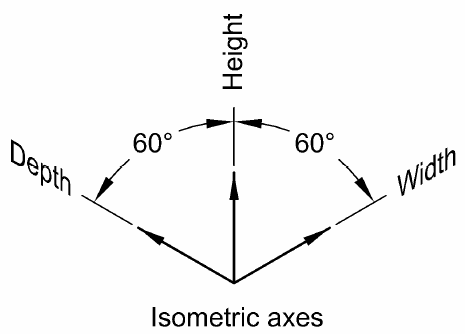 Height
60°
60°
Depth
Width
Isometric axes